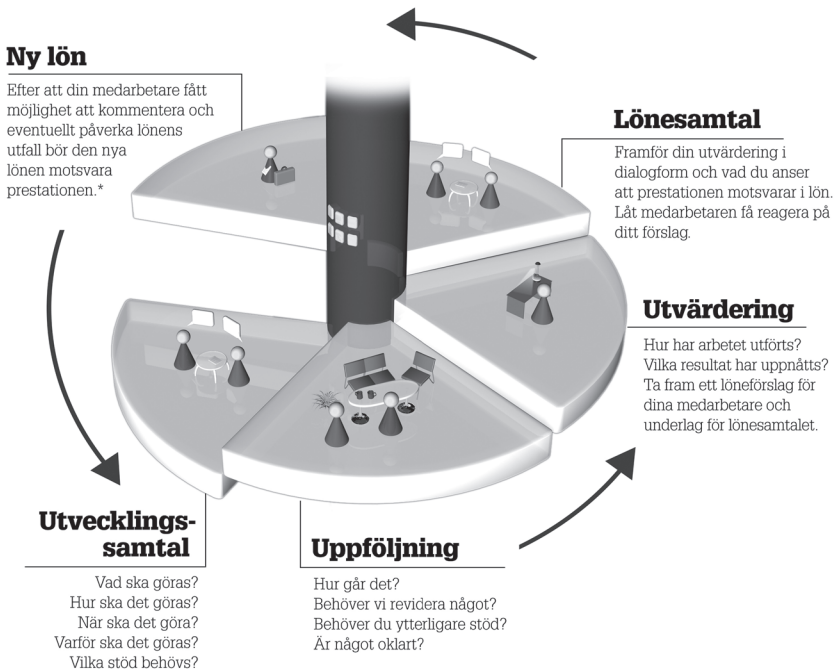 Ny lön
Efter att din medarbetare fått
möjlighet att kommentera och
eventuellt påverka lönens
utfall bör den nya
lönen motsvara
prestationen.*
Lönesamtal
Framför din utvärdering i
dialogform och vad du anser
att prestationen motsvarar i lön.
Låt medarbetaren få reagera på
ditt förslag.
Utvärdering
Hur har arbetet utförts?
Vilka resultat har uppnåtts?
Ta fram ett löneförslag för
dina medarbetare och
underlag för lönesamtalet.
Utvecklings-
samtal
Vad ska göras?
Hur ska det göras?
När ska det göra?
Varför ska det göras?
Vilka stöd behövs?
Uppföljning
Hur går det?
Behöver vi revidera något?
Behöver du ytterligare stöd?
Är något oklart?